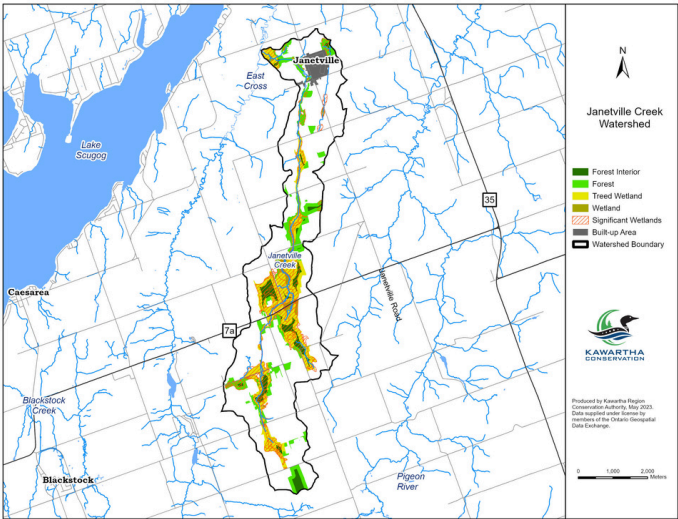 Janetville
East
Cross
Lake
Scugog
Janetville
Creek
Caesarea
7a
35
Janetville Road
Blackstock
Creek
Blackstock
Pigeon
River
N
Janetville Creek
Watershed
Forest Interior
Forest
Treed Wetland
Wetland
Significant Wetlands
Built-up Area
Watershed Boundary
KAWARTHA
CONSERVATION
Produced by Kawartha Region
Conservation Authority, May 2023.
Data supplied under license by
members of the Ontario Geospatial
Data Exchange.
0 1,000 2,000
Meters